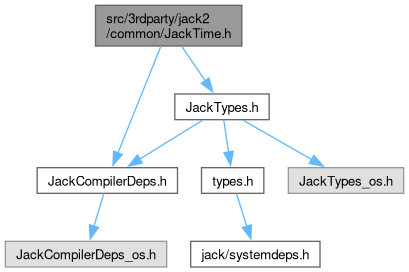 src/3rdparty/jack2
/common/JackTime.h
JackTypes.h
JackCompilerDeps.h
types.h
JackTypes_os.h
JackCompilerDeps_os.h
jack/systemdeps.h